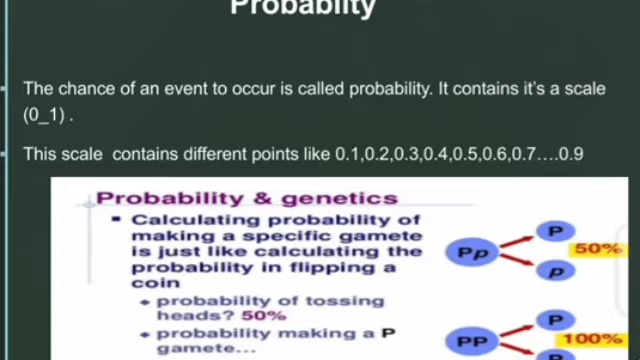 Probabilty
The chance of an event to occur is called probability. It contains it's a scale
(0_1) .
This scale contains different points like 0.1,0.2,0.3,0.4,0.5,0.6,0.7….0.9
Probability & genetics
Calculating probability of
making a specific gamete
is just like calculating the
probability in flipping a
coin
probability of tossing
heads? 50%
probability making a P
gamete…
Pp
P
p
50%
PP
P
P
100%